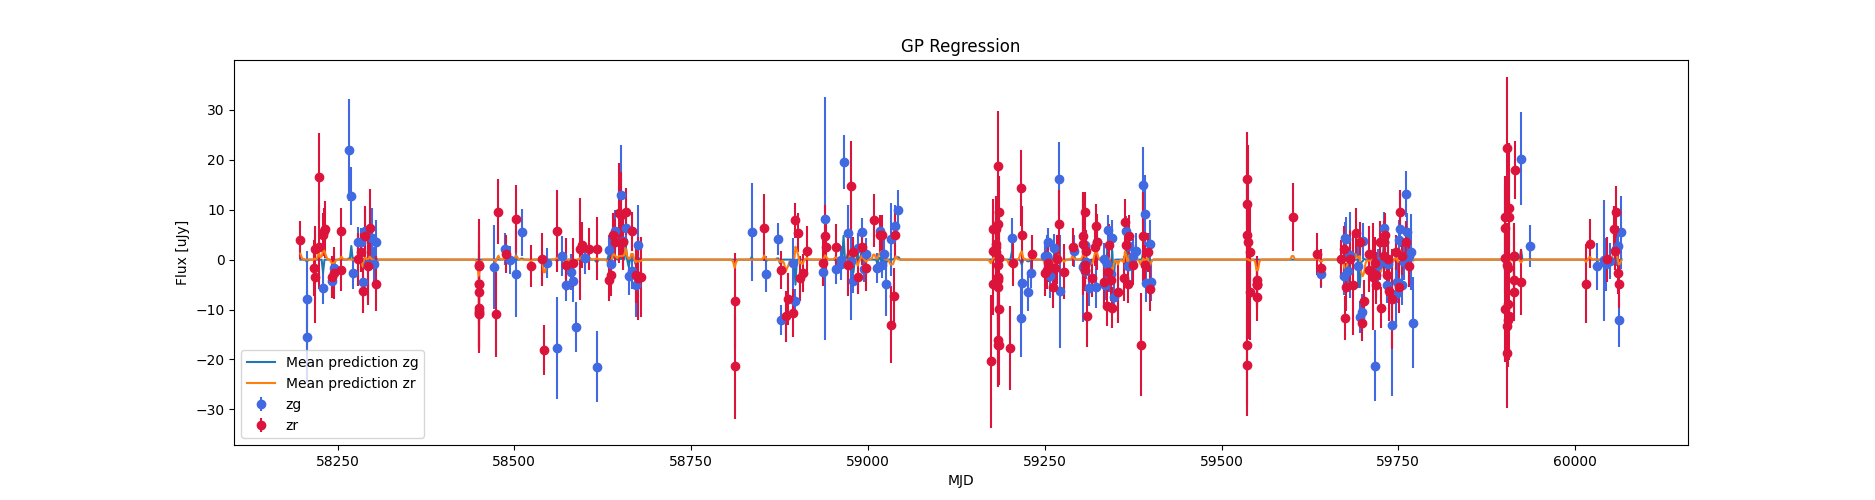 GP Regression
Flux [uJy]
30
20
10
0
−10
−20
−30
Mean prediction zg
Mean prediction zr
zg
zr
58250 58500 58750 59000 59250 59500 59750 60000
MJD